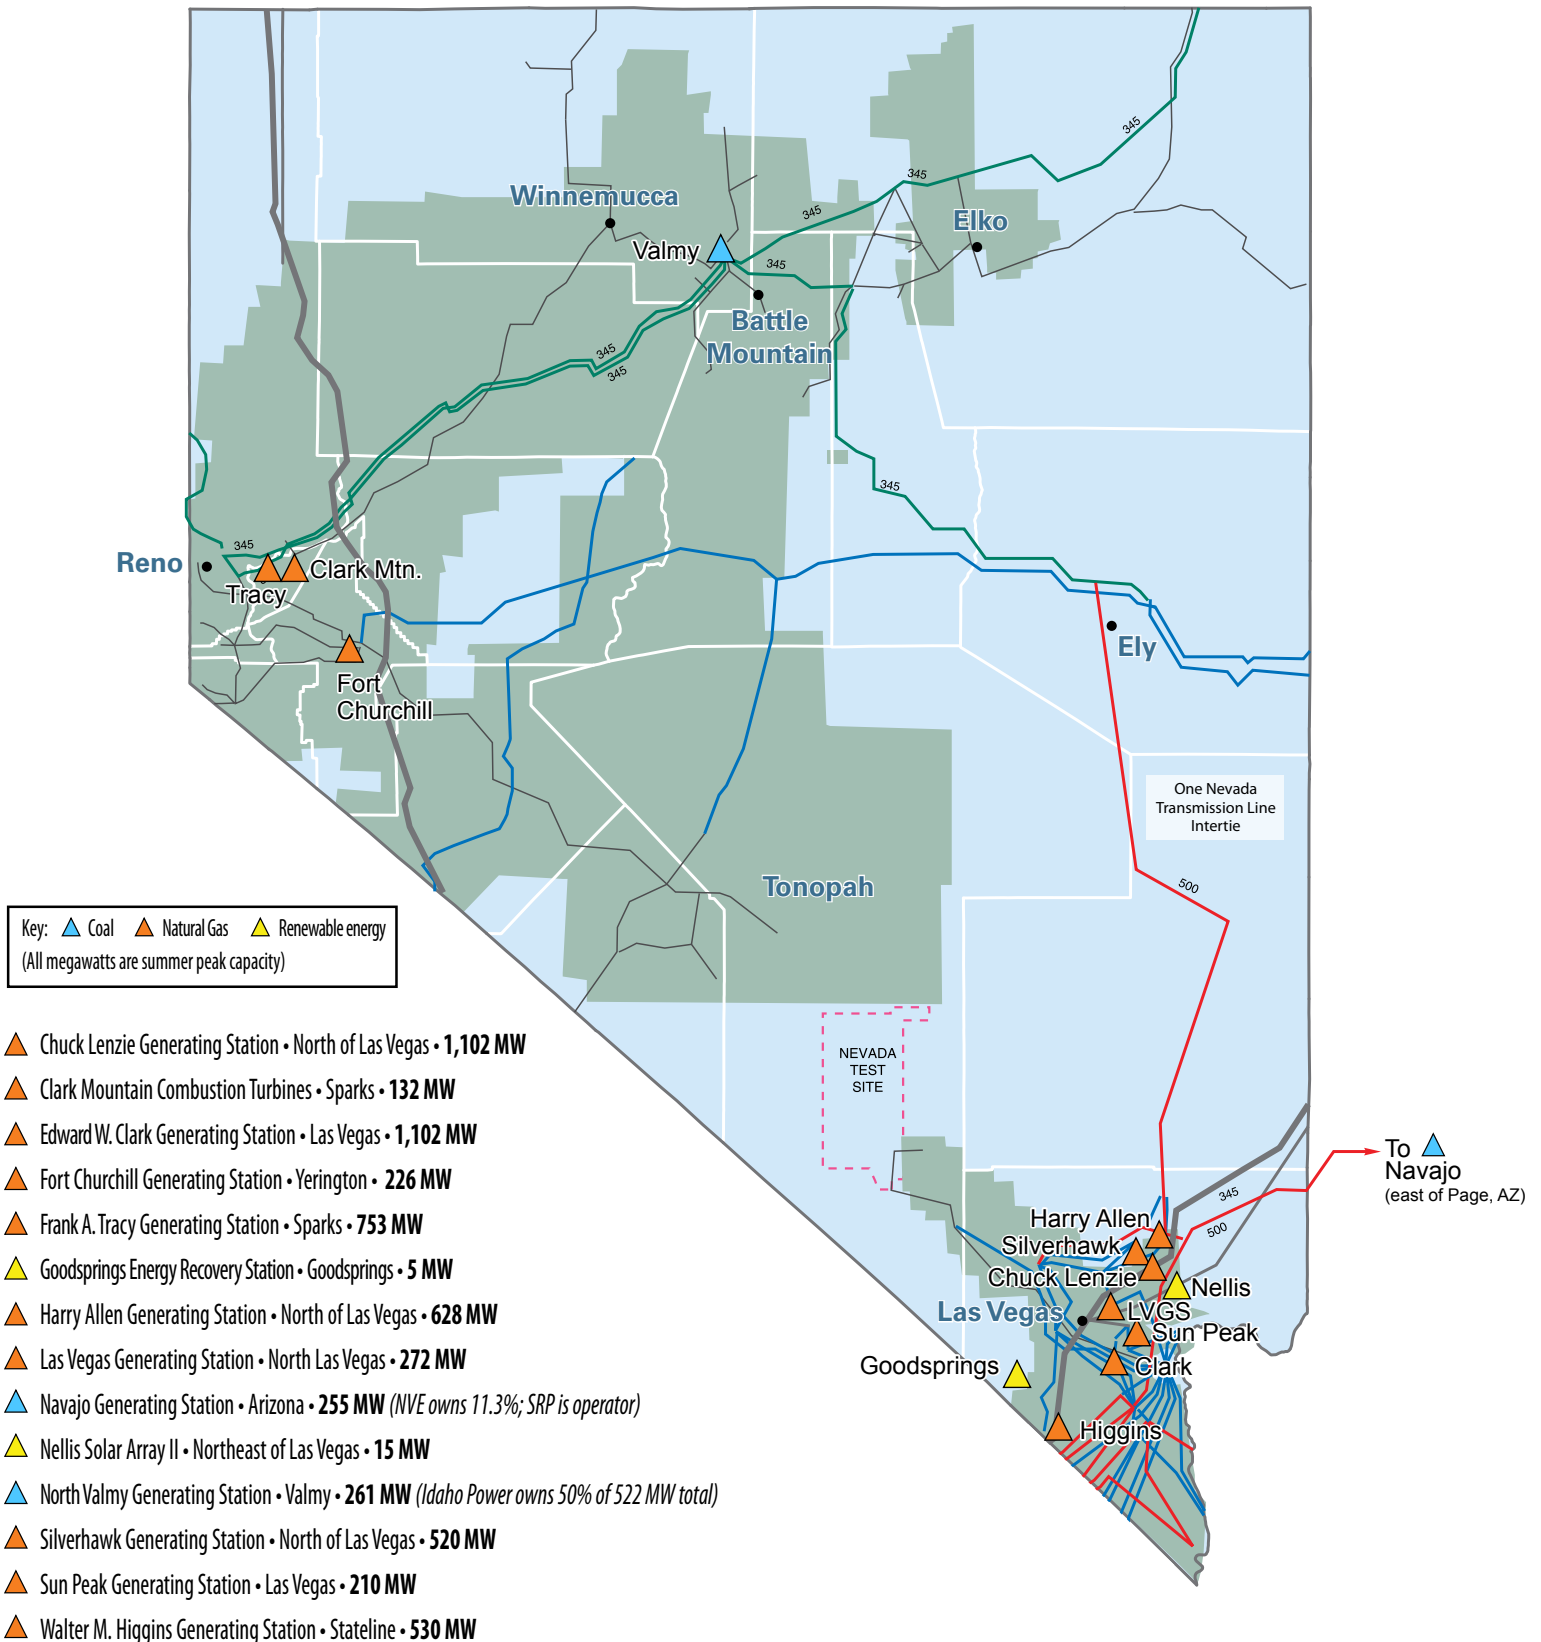 345
345
Winnemucca
345
Elko
Valmy
345
Battle
Mountain
345
345
345
345
Reno
Clark Mtn.
Tracy
Ely
Fort
Churchill
One Nevada
Transmission Line
Intertie
500
Tonopah
Key: Coal Natural Gas Renewable energy
(All megawatts are summer peak capacity)
NEVADA
TEST
SITE
To
Navajo
(east of Page, AZ)
345
500
Harry Allen
Silverhawk
Chuck Lenzie
Nellis
Las Vegas
LVGS
Sun Peak
Goodsprings
Clark
Higgins
Chuck Lenzie Generating Station • North of Las Vegas • 1,102 MW
Clark Mountain Combustion Turbines • Sparks • 132 MW
Edward W. Clark Generating Station • Las Vegas • 1,102 MW
Fort Churchill Generating Station • Yerington • 226 MW
Frank A. Tracy Generating Station • Sparks • 753 MW
Goodsprings Energy Recovery Station • Goodsprings • 5 MW
Harry Allen Generating Station • North of Las Vegas • 628 MW
Las Vegas Generating Station • North Las Vegas • 272 MW
Navajo Generating Station • Arizona • 255 MW (NVE owns 11.3%; SRP is operator)
Nellis Solar Array II • Northeast of Las Vegas • 15 MW
North Valmy Generating Station • Valmy • 261 MW (Idaho Power owns 50% of 522 MW total)
Silverhawk Generating Station • North of Las Vegas • 520 MW
Sun Peak Generating Station • Las Vegas • 210 MW
Walter M. Higgins Generating Station • Stateline • 530 MW